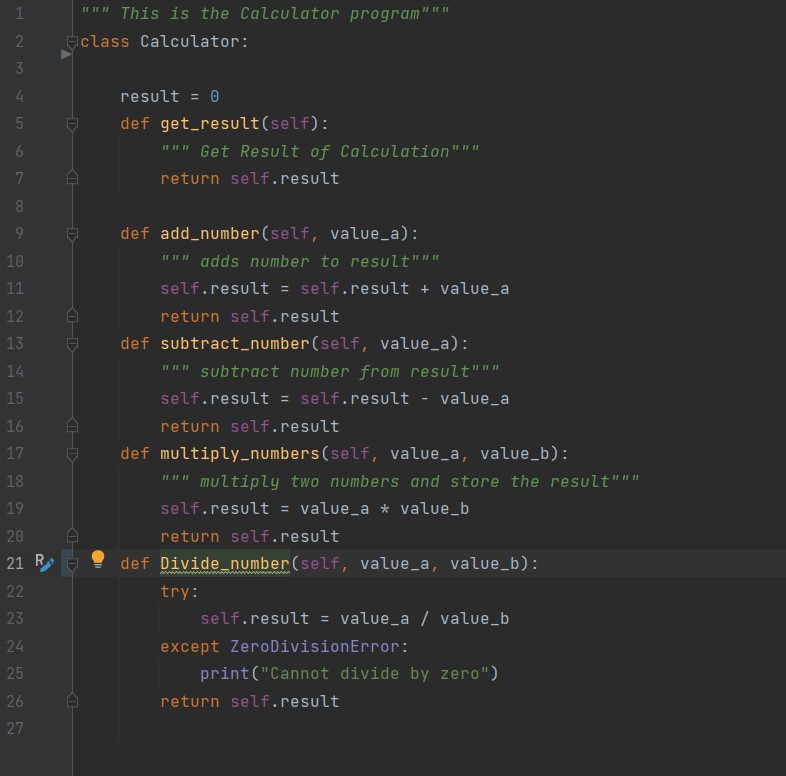 1 """ This is the Calculator program"""
2 class Calculator:
3
4     result = 0
5     def get_result(self):
6         """ Get Result of Calculation"""
7         return self.result
8
9     def add_number(self, value_a):
10         """ adds number to result"""
11         self.result = self.result + value_a
12         return self.result
13     def subtract_number(self, value_a):
14         """ subtract number from result"""
15         self.result = self.result - value_a
16         return self.result
17     def multiply_numbers(self, value_a, value_b):
18         """ multiply two numbers and store the result"""
19         self.result = value_a * value_b
20         return self.result
21 R    def Divide_number(self, value_a, value_b):
22         try:
23             self.result = value_a / value_b
24         except ZeroDivisionError:
25             print("Cannot divide by zero")
26         return self.result
27